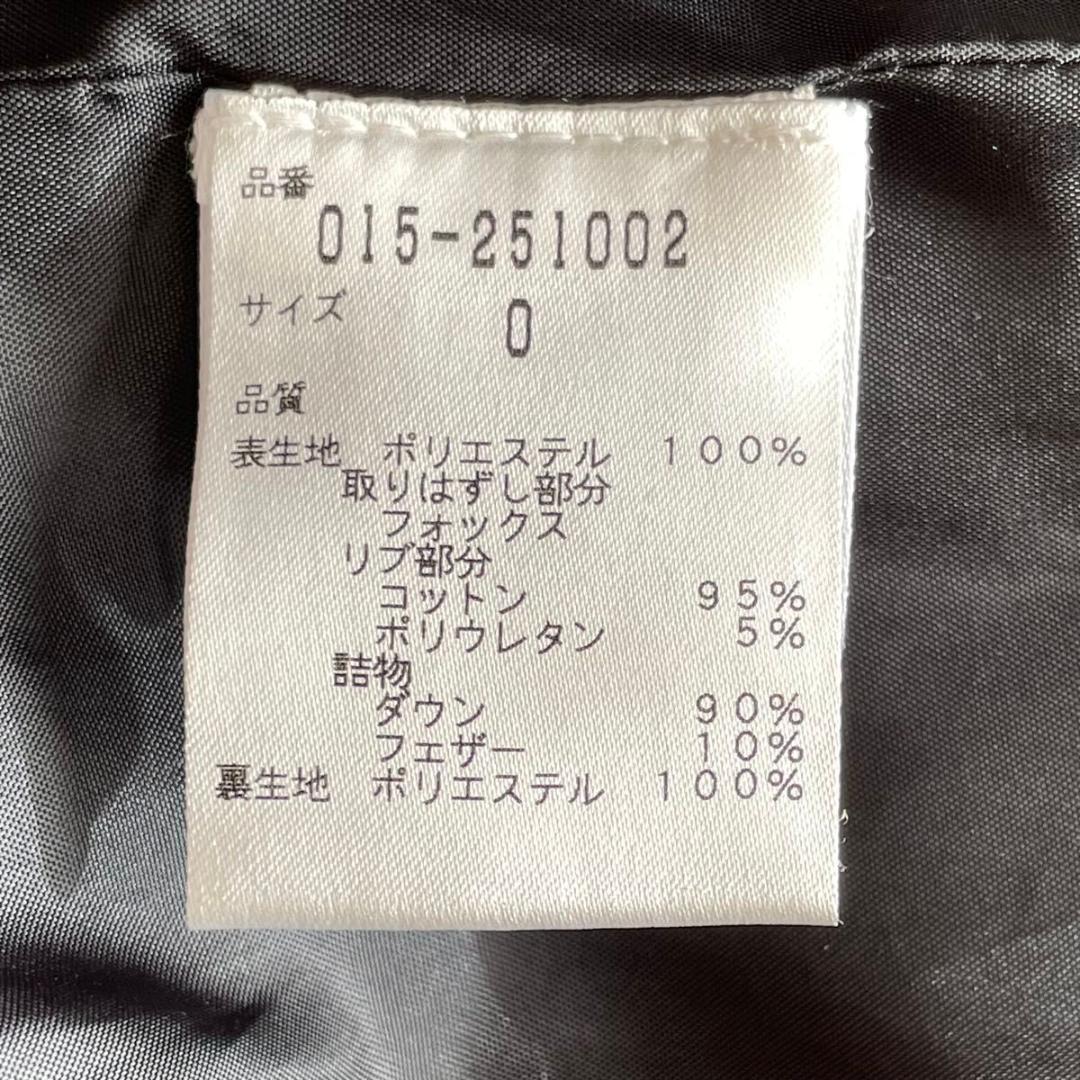 品番
015-251002
サイズ
0
品質
表生地 ポリエステル 100%
取りはずし部分
フォックス
リブ部分
コットン 95%
ポリウレタン 5%
詰物
ダウン 90%
フェザー 10%
裏生地 ポリエステル 100%